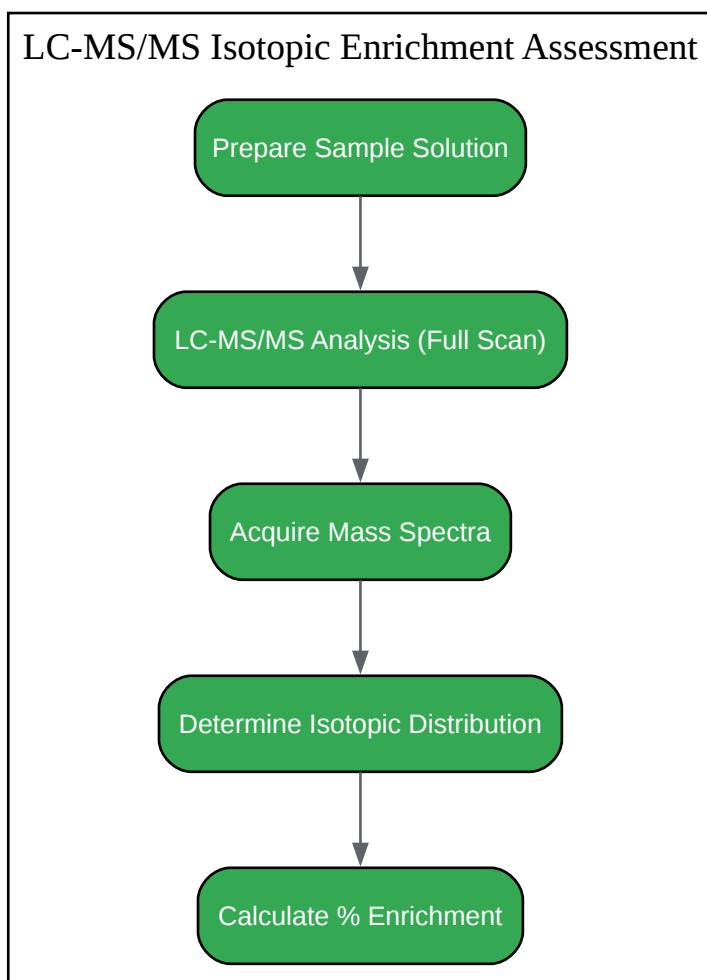 LC-MS/MS Isotopic Enrichment Assessment
Prepare Sample Solution
LC-MS/MS Analysis (Full Scan)
Acquire Mass Spectra
Determine Isotopic Distribution
Calculate % Enrichment